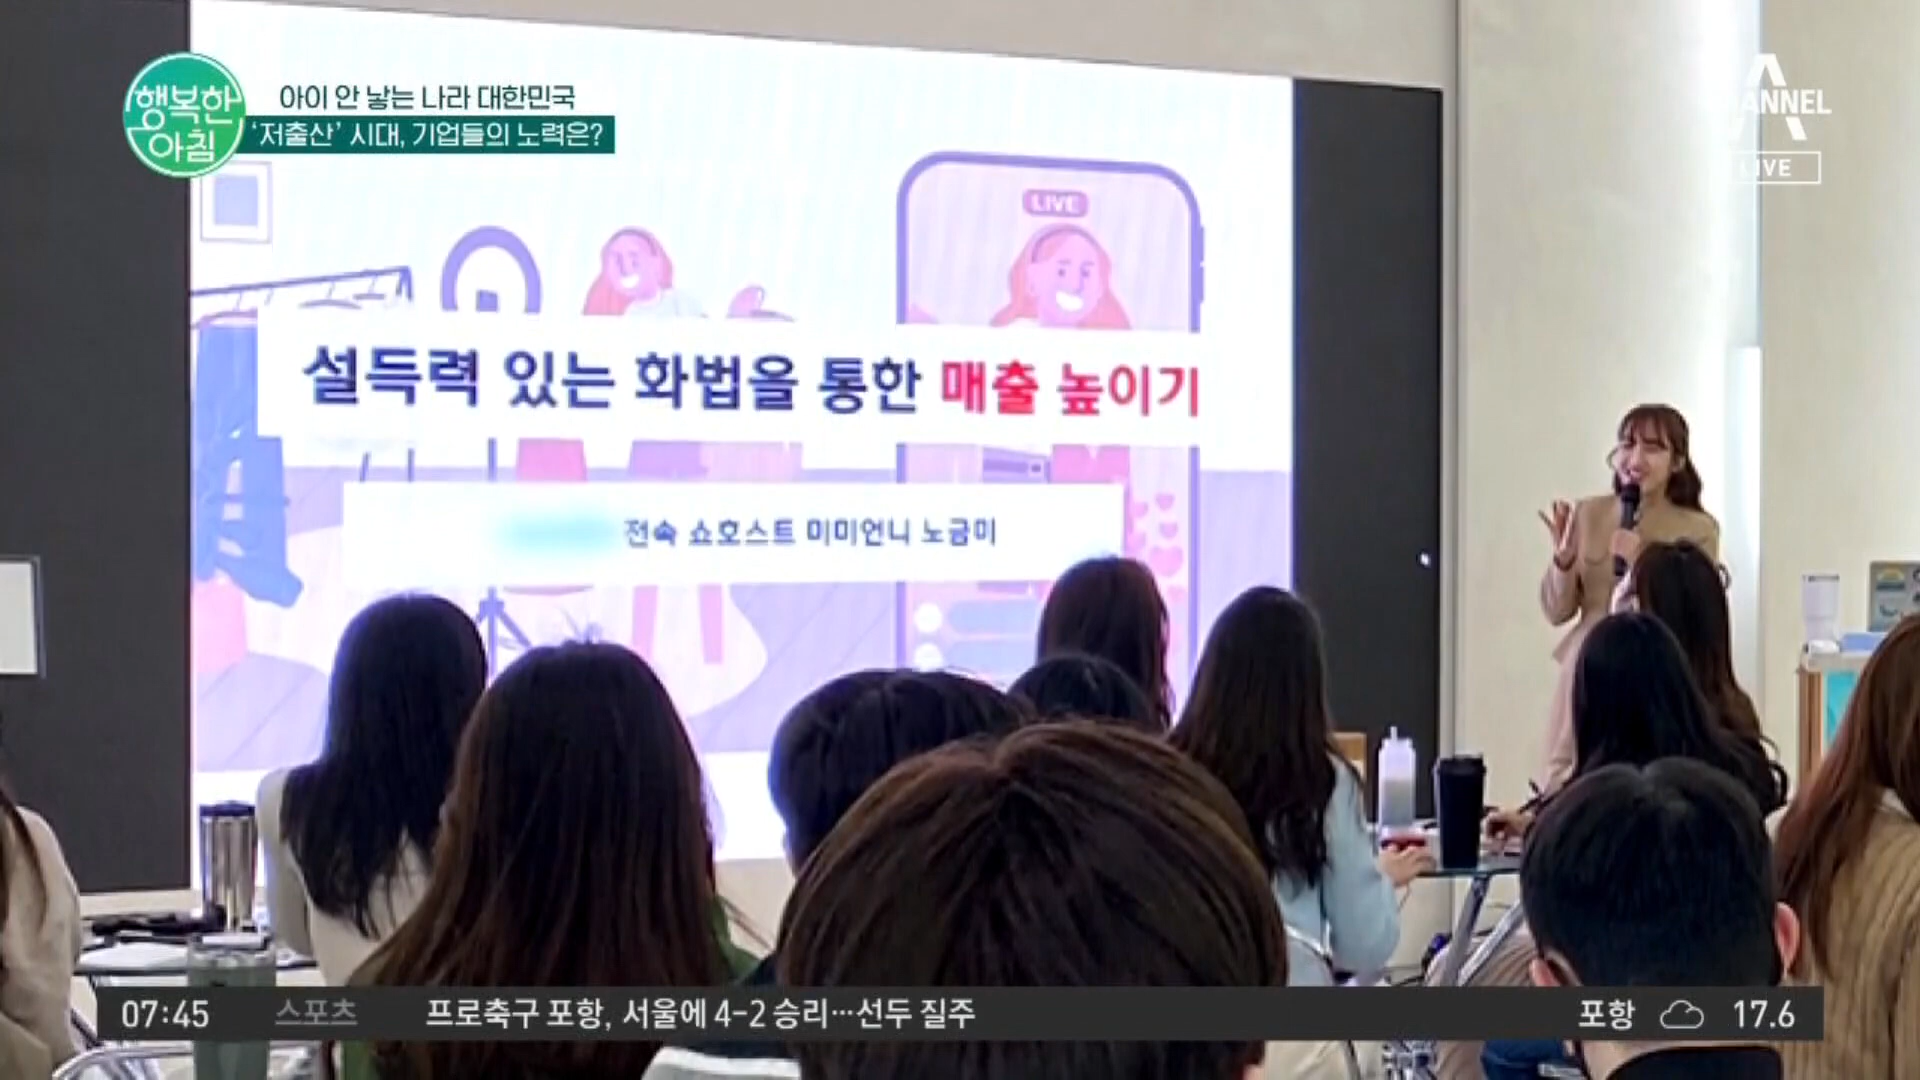 행복한
아침
아이 안 낳는 나라 대한민국
‘저출산’ 시대, 기업들의 노력은?
CHANNEL
LIVE
LIVE
설득력 있는 화법을 통한 매출 높이기
전속 쇼호스트 미미언니 노금미
07:45 스포츠 프로축구 포항, 서울에 4-2 승리…선두 질주 포항 17.6